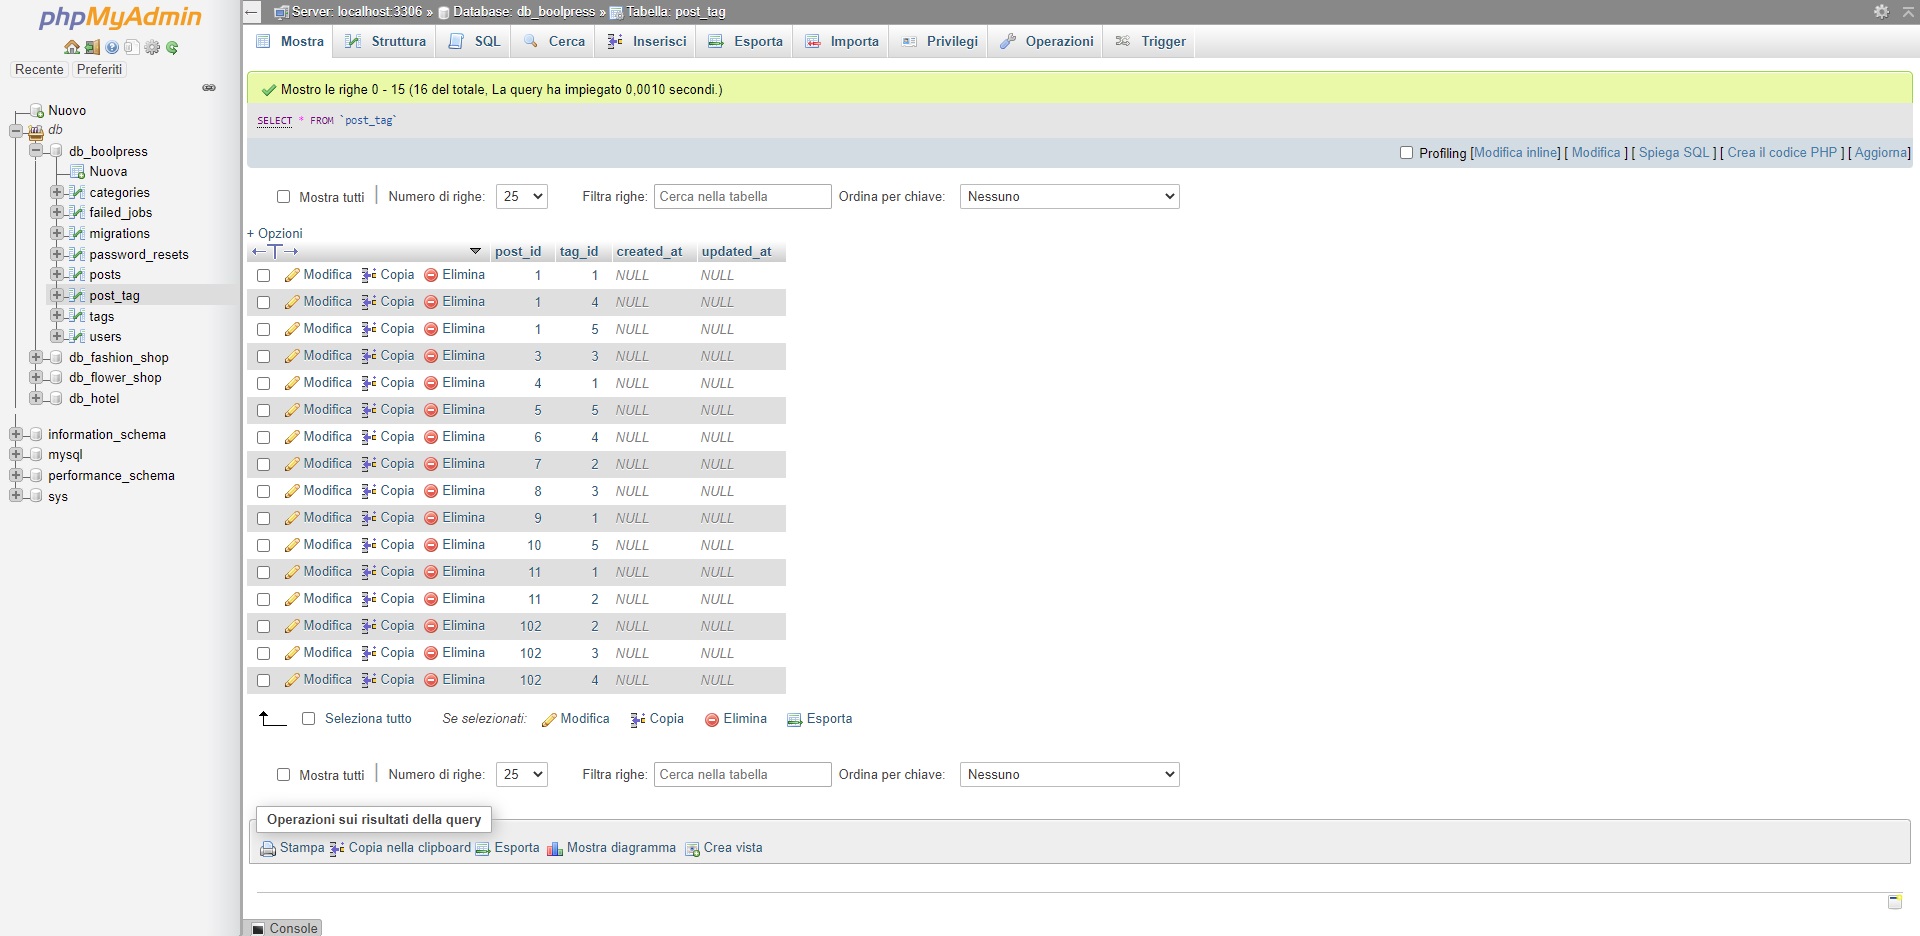 phpMyAdmin
Recente Preferiti
Nuovo
db
db_boolpress
Nuova
categories
failed_jobs
migrations
password_resets
posts
post_tag
tags
users
db_fashion_shop
db_flower_shop
db_hotel
information_schema
mysql
performance_schema
sys
Server: localhost:3306 » Database: db_boolpress » Tabella: post_tag
Mostra Struttura SQL Cerca Inserisci Esporta Importa Privilegi Operazioni Trigger
Mostro le righe 0 - 15 (16 del totale, La query ha impiegato 0,0010 secondi.)
SELECT * FROM `post_tag`
Profiling [Modifica inline] [ Modifica ] [ Spiega SQL ] [ Crea il codice PHP ] [ Aggiorna]
Mostra tutti | Numero di righe: 25 Filtra righe: Cerca nella tabella Ordina per chiave: Nessuno
+ Opzioni
←T→ post_id tag_id created_at updated_at
Modifica Copia Elimina 1 1 NULL NULL
Modifica Copia Elimina 1 4 NULL NULL
Modifica Copia Elimina 1 5 NULL NULL
Modifica Copia Elimina 3 3 NULL NULL
Modifica Copia Elimina 4 1 NULL NULL
Modifica Copia Elimina 5 5 NULL NULL
Modifica Copia Elimina 6 4 NULL NULL
Modifica Copia Elimina 7 2 NULL NULL
Modifica Copia Elimina 8 3 NULL NULL
Modifica Copia Elimina 9 1 NULL NULL
Modifica Copia Elimina 10 5 NULL NULL
Modifica Copia Elimina 11 1 NULL NULL
Modifica Copia Elimina 11 2 NULL NULL
Modifica Copia Elimina 102 2 NULL NULL
Modifica Copia Elimina 102 3 NULL NULL
Modifica Copia Elimina 102 4 NULL NULL
Seleziona tutto Se selezionati: Modifica Copia Elimina Esporta
Mostra tutti | Numero di righe: 25 Filtra righe: Cerca nella tabella Ordina per chiave: Nessuno
Operazioni sui risultati della query
Stampa Copia nella clipboard Esporta Mostra diagramma Crea vista
Console